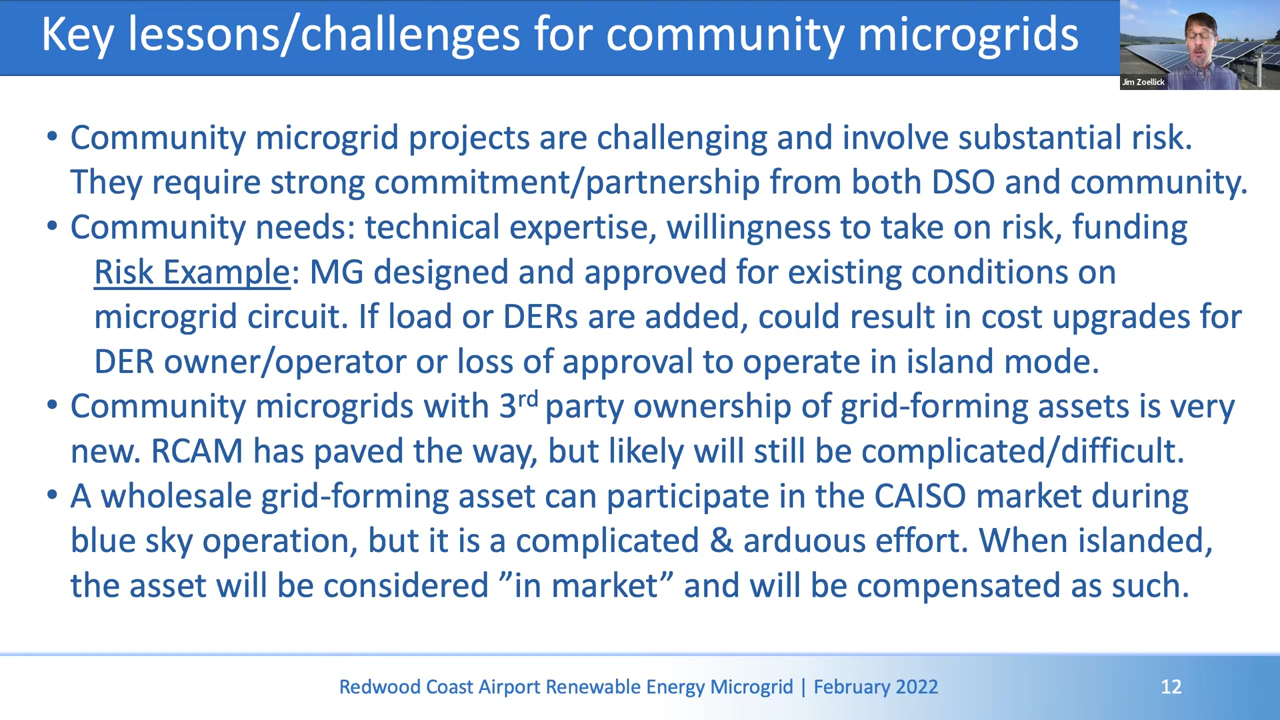 Key lessons/challenges for community microgrids
Jim Zoellick
• Community microgrid projects are challenging and involve substantial risk.
They require strong commitment/partnership from both DSO and community.
• Community needs: technical expertise, willingness to take on risk, funding
Risk Example: MG designed and approved for existing conditions on
microgrid circuit. If load or DERs are added, could result in cost upgrades for
DER owner/operator or loss of approval to operate in island mode.
• Community microgrids with 3rd party ownership of grid-forming assets is very
new. RCAM has paved the way, but likely will still be complicated/difficult.
• A wholesale grid-forming asset can participate in the CAISO market during
blue sky operation, but it is a complicated & arduous effort. When islanded,
the asset will be considered ”in market” and will be compensated as such.
Redwood Coast Airport Renewable Energy Microgrid | February 2022
12